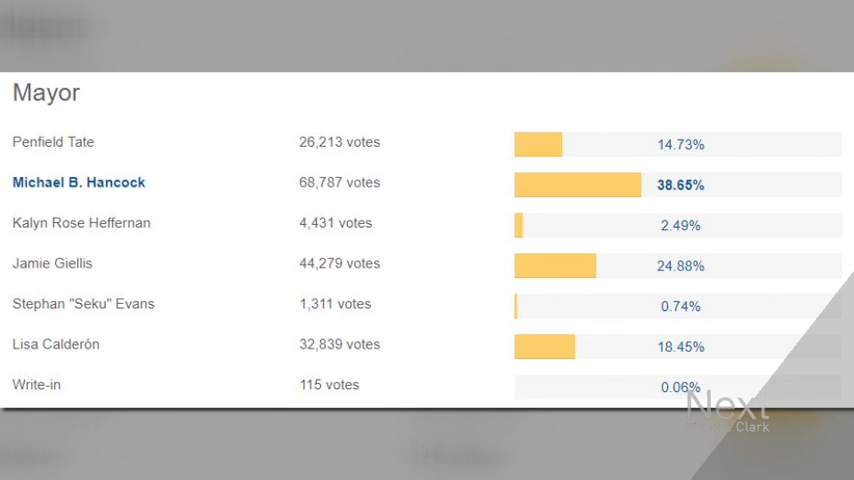 Mayor
Penfield Tate 26,213 votes 14.73%
Michael B. Hancock 68,787 votes 38.65%
Kalyn Rose Heffernan 4,431 votes 2.49%
Jamie Giellis 44,279 votes 24.88%
Stephan "Seku" Evans 1,311 votes 0.74%
Lisa Calderón 32,839 votes 18.45%
Write-in 115 votes 0.06%
Next
Clark